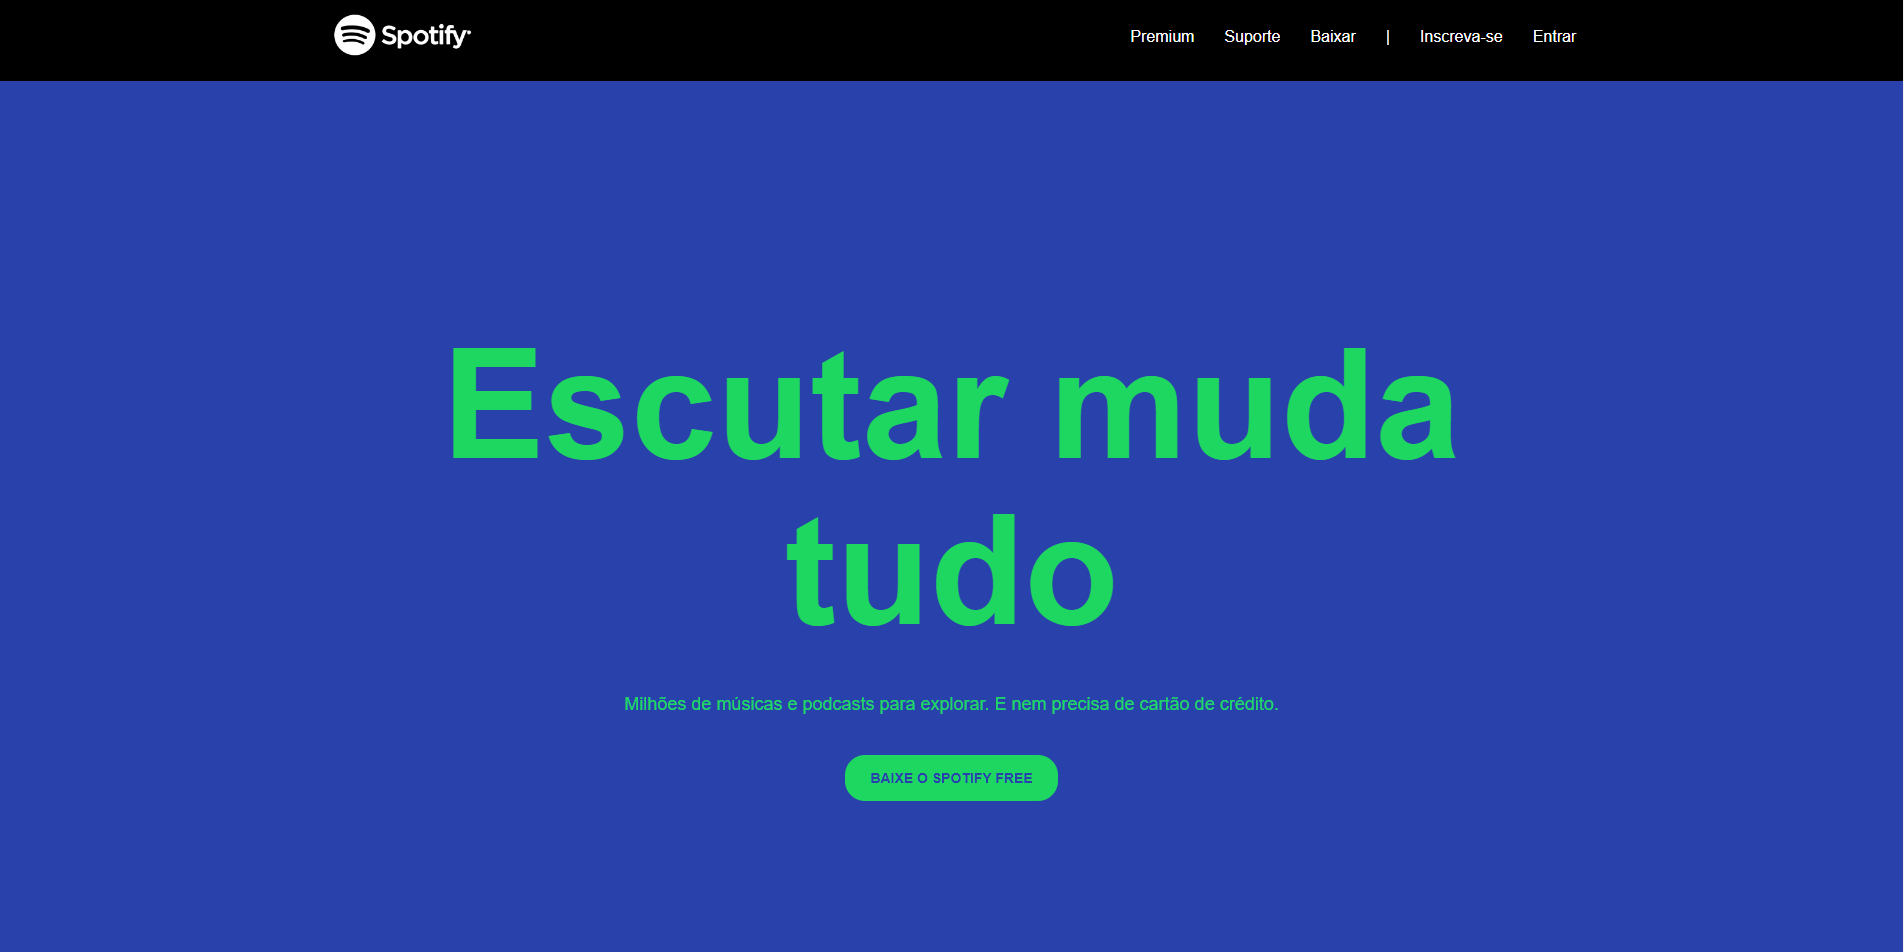 Spotify
Premium Suporte Baixar | Inscreva-se Entrar
Escutar muda
tudo
Milhões de músicas e podcasts para explorar. E nem precisa de cartão de crédito.
BAIXE O SPOTIFY FREE